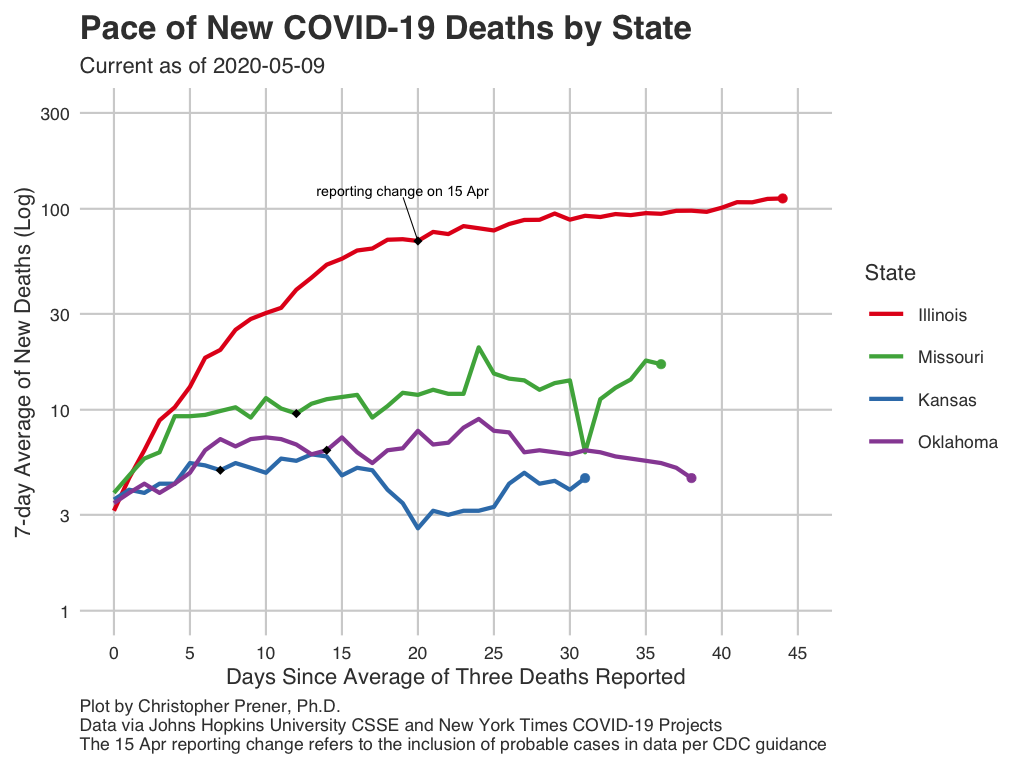 Pace of New COVID-19 Deaths by State
Current as of 2020-05-09
7-day Average of New Deaths (Log)
300
100
30
10
3
1
reporting change on 15 Apr
0 5 10 15 20 25 30 35 40 45
Days Since Average of Three Deaths Reported
State
Illinois
Missouri
Kansas
Oklahoma
Plot by Christopher Prener, Ph.D.
Data via Johns Hopkins University CSSE and New York Times COVID-19 Projects
The 15 Apr reporting change refers to the inclusion of probable cases in data per CDC guidance